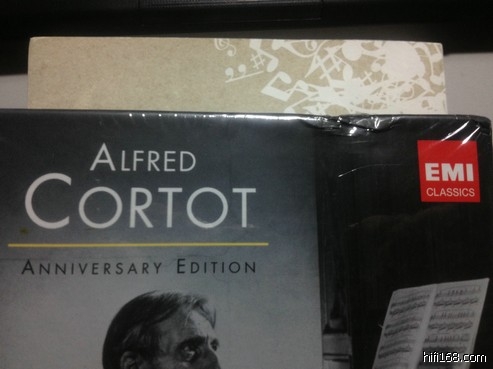 ALFRED
CORTOT
ANNIVERSARY EDITION
EMI
CLASSICS
hifi168.com